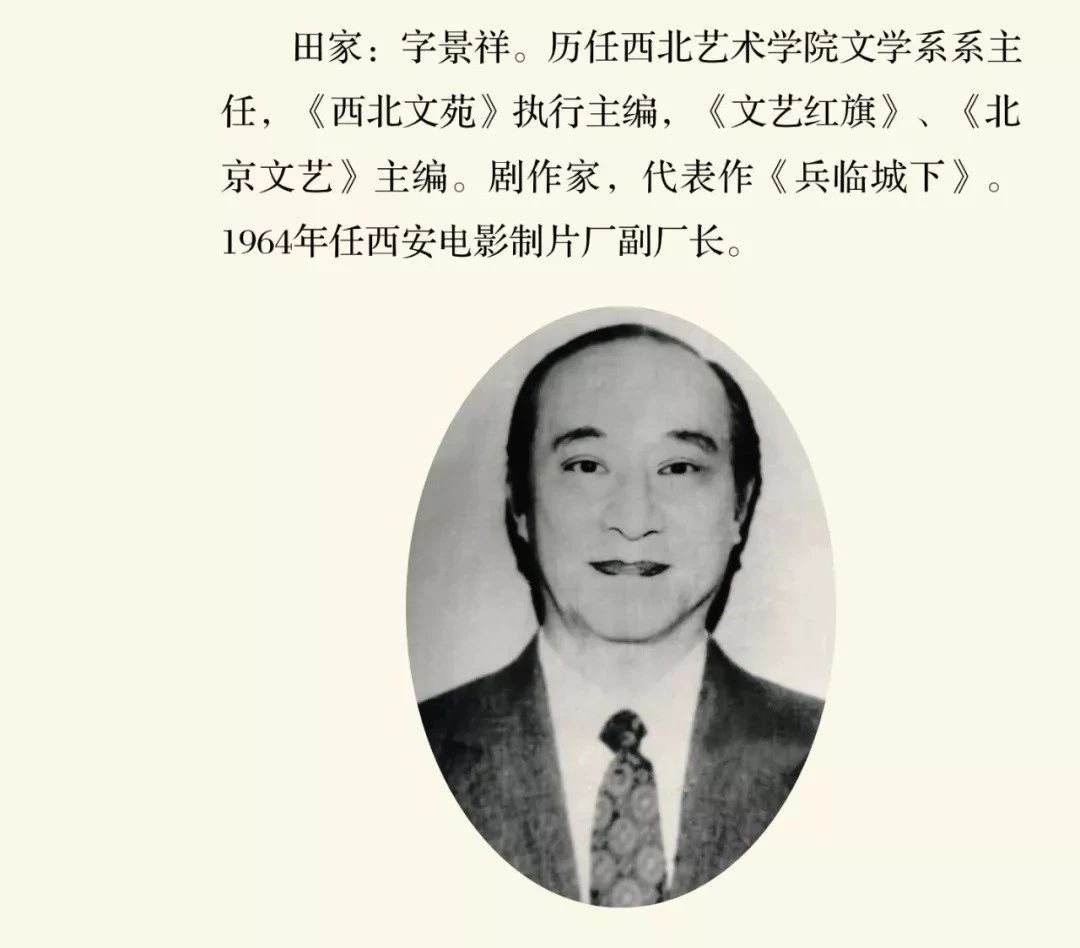 田家：字景祥。历任西北艺术学院文学系系主
任，《西北文苑》执行主编，《文艺红旗》、《北
京文艺》主编。剧作家，代表作《兵临城下》。
1964年任西安电影制片厂副厂长。